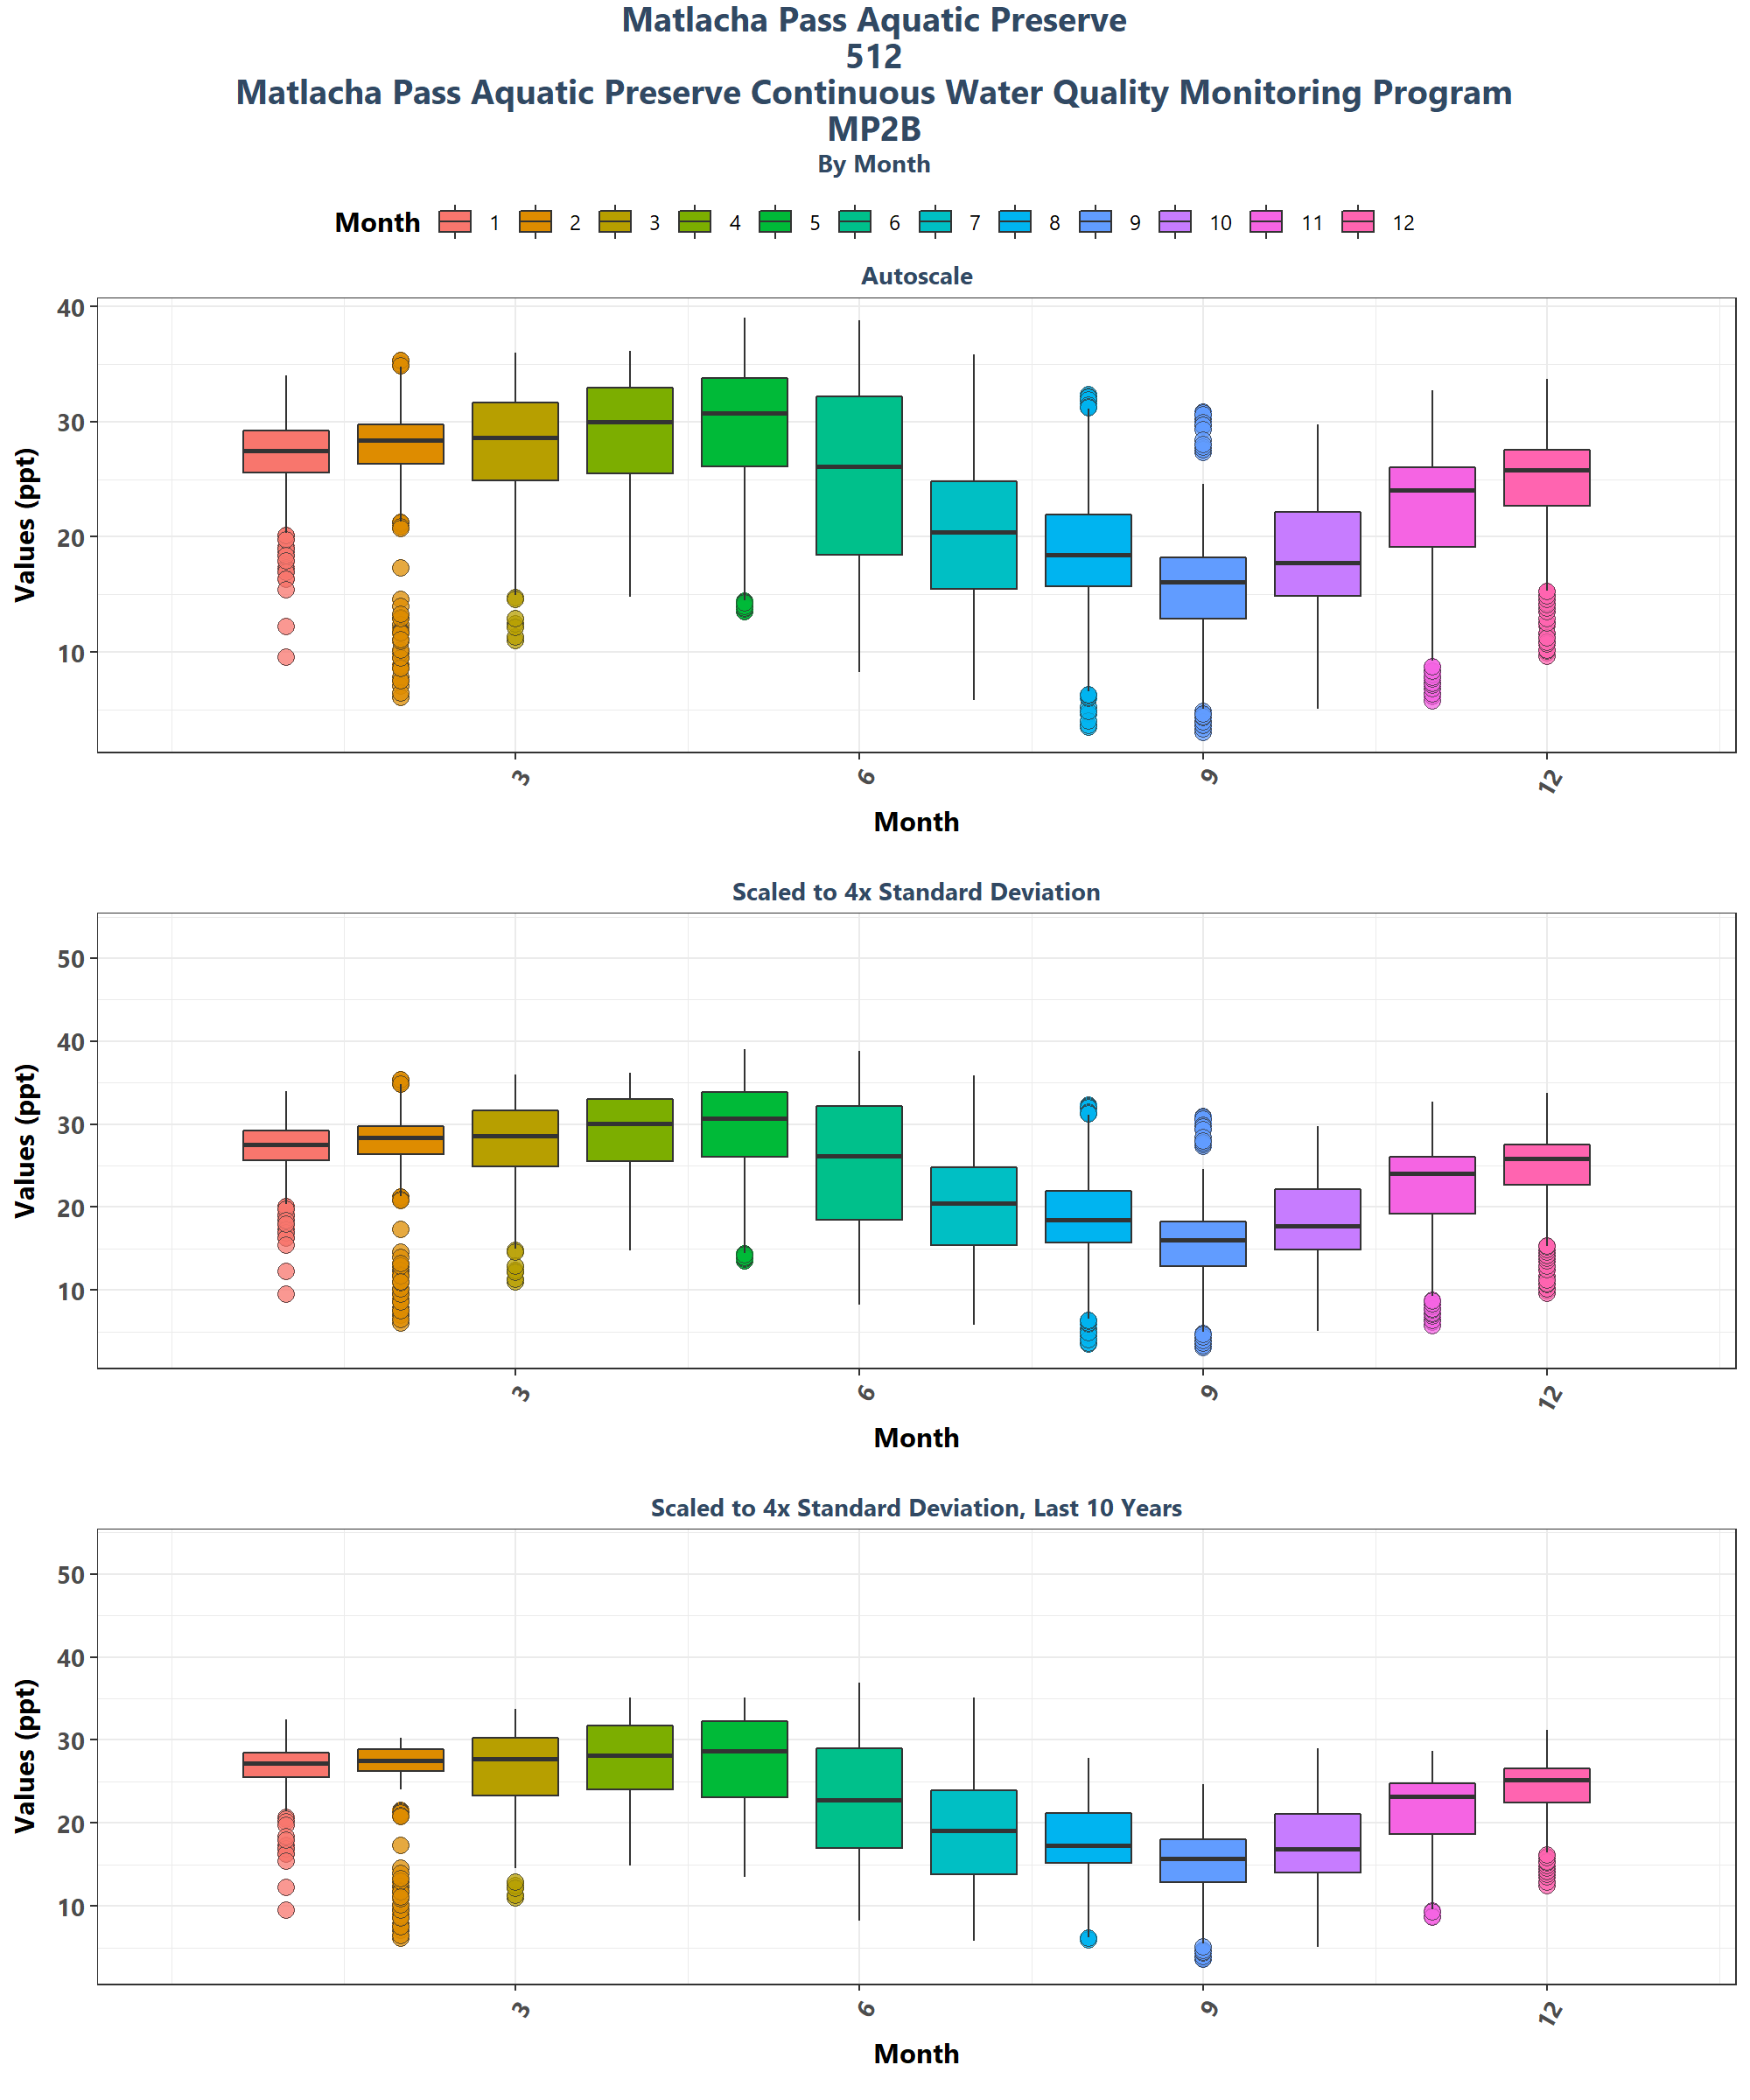 Matlacha Pass Aquatic Preserve
512
Matlacha Pass Aquatic Preserve Continuous Water Quality Monitoring Program
MP2B
By Month
Month 1 2 3 4 5 6 7 8 9 10 11 12
Autoscale
Values (ppt)
40
30
20
10
3 6 9 12
Month
Scaled to 4x Standard Deviation
Values (ppt)
50
40
30
20
10
3 6 9 12
Month
Scaled to 4x Standard Deviation, Last 10 Years
Values (ppt)
50
40
30
20
10
3 6 9 12
Month